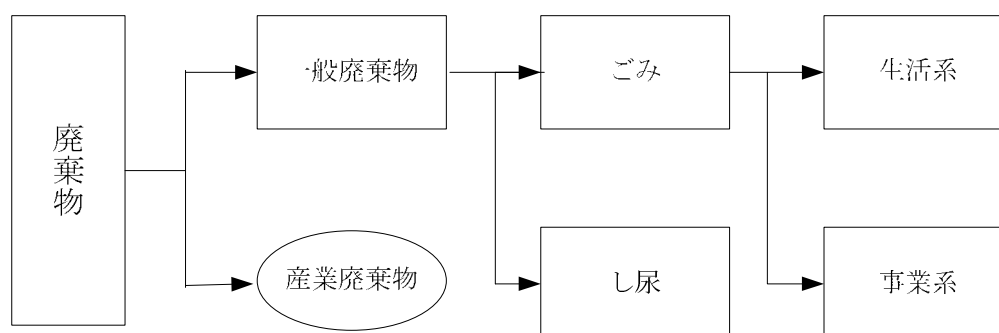 廃棄物
一般廃棄物
ごみ
生活系
産業廃棄物
し尿
事業系